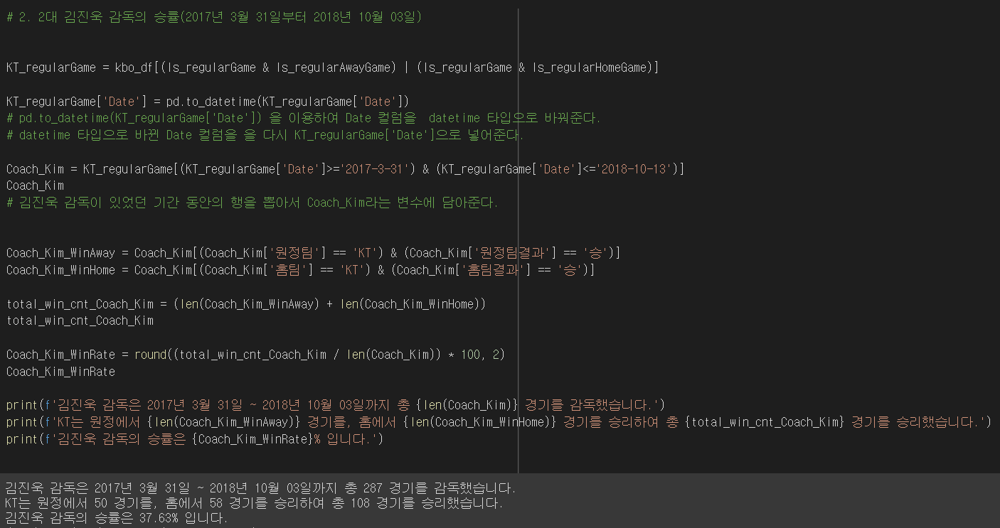 # 2. 2대 김진욱 감독의 승률(2017년 3월 31일부터 2018년 10월 03일)
KT_regularGame = kbo_df[(Is_regularGame & Is_regularAwayGame) | (Is_regularGame & Is_regularHomeGame)]
KT_regularGame['Date'] = pd.to_datetime(KT_regularGame['Date'])
# pd.to_datetime(KT_regularGame['Date']) 을 이용하여 Date 컬럼을  datetime 타입으로 바꿔준다.
# datetime 타입으로 바뀐 Date 컬럼을 을 다시 KT_regularGame['Date']으로 넣어준다.
Coach_Kim = KT_regularGame[(KT_regularGame['Date']>='2017-3-31') & (KT_regularGame['Date']<='2018-10-13')]
Coach_Kim
# 김진욱 감독이 있었던 기간 동안의 행을 뽑아서 Coach_Kim라는 변수에 담아준다.
Coach_Kim_WinAway = Coach_Kim[(Coach_Kim['원정팀'] == 'KT') & (Coach_Kim['원정팀결과'] == '승')]
Coach_Kim_WinHome = Coach_Kim[(Coach_Kim['홈팀'] == 'KT') & (Coach_Kim['홈팀결과'] == '승')]
total_win_cnt_Coach_Kim = (len(Coach_Kim_WinAway) + len(Coach_Kim_WinHome))
total_win_cnt_Coach_Kim
Coach_Kim_WinRate = round((total_win_cnt_Coach_Kim / len(Coach_Kim)) * 100, 2)
Coach_Kim_WinRate
print(f'김진욱 감독은 2017년 3월 31일 ~ 2018년 10월 03일까지 총 {len(Coach_Kim)} 경기를 감독했습니다.')
print(f'KT는 원정에서 {len(Coach_Kim_WinAway)} 경기를, 홈에서 {len(Coach_Kim_WinHome)} 경기를 승리하여 총 {total_win_cnt_Coach_Kim} 경기를 승리했습니다.')
print(f'김진욱 감독의 승률은 {Coach_Kim_WinRate}% 입니다.')
김진욱 감독은 2017년 3월 31일 ~ 2018년 10월 03일까지 총 287 경기를 감독했습니다.
KT는 원정에서 50 경기를, 홈에서 58 경기를 승리하여 총 108 경기를 승리했습니다.
김진욱 감독의 승률은 37.63% 입니다.